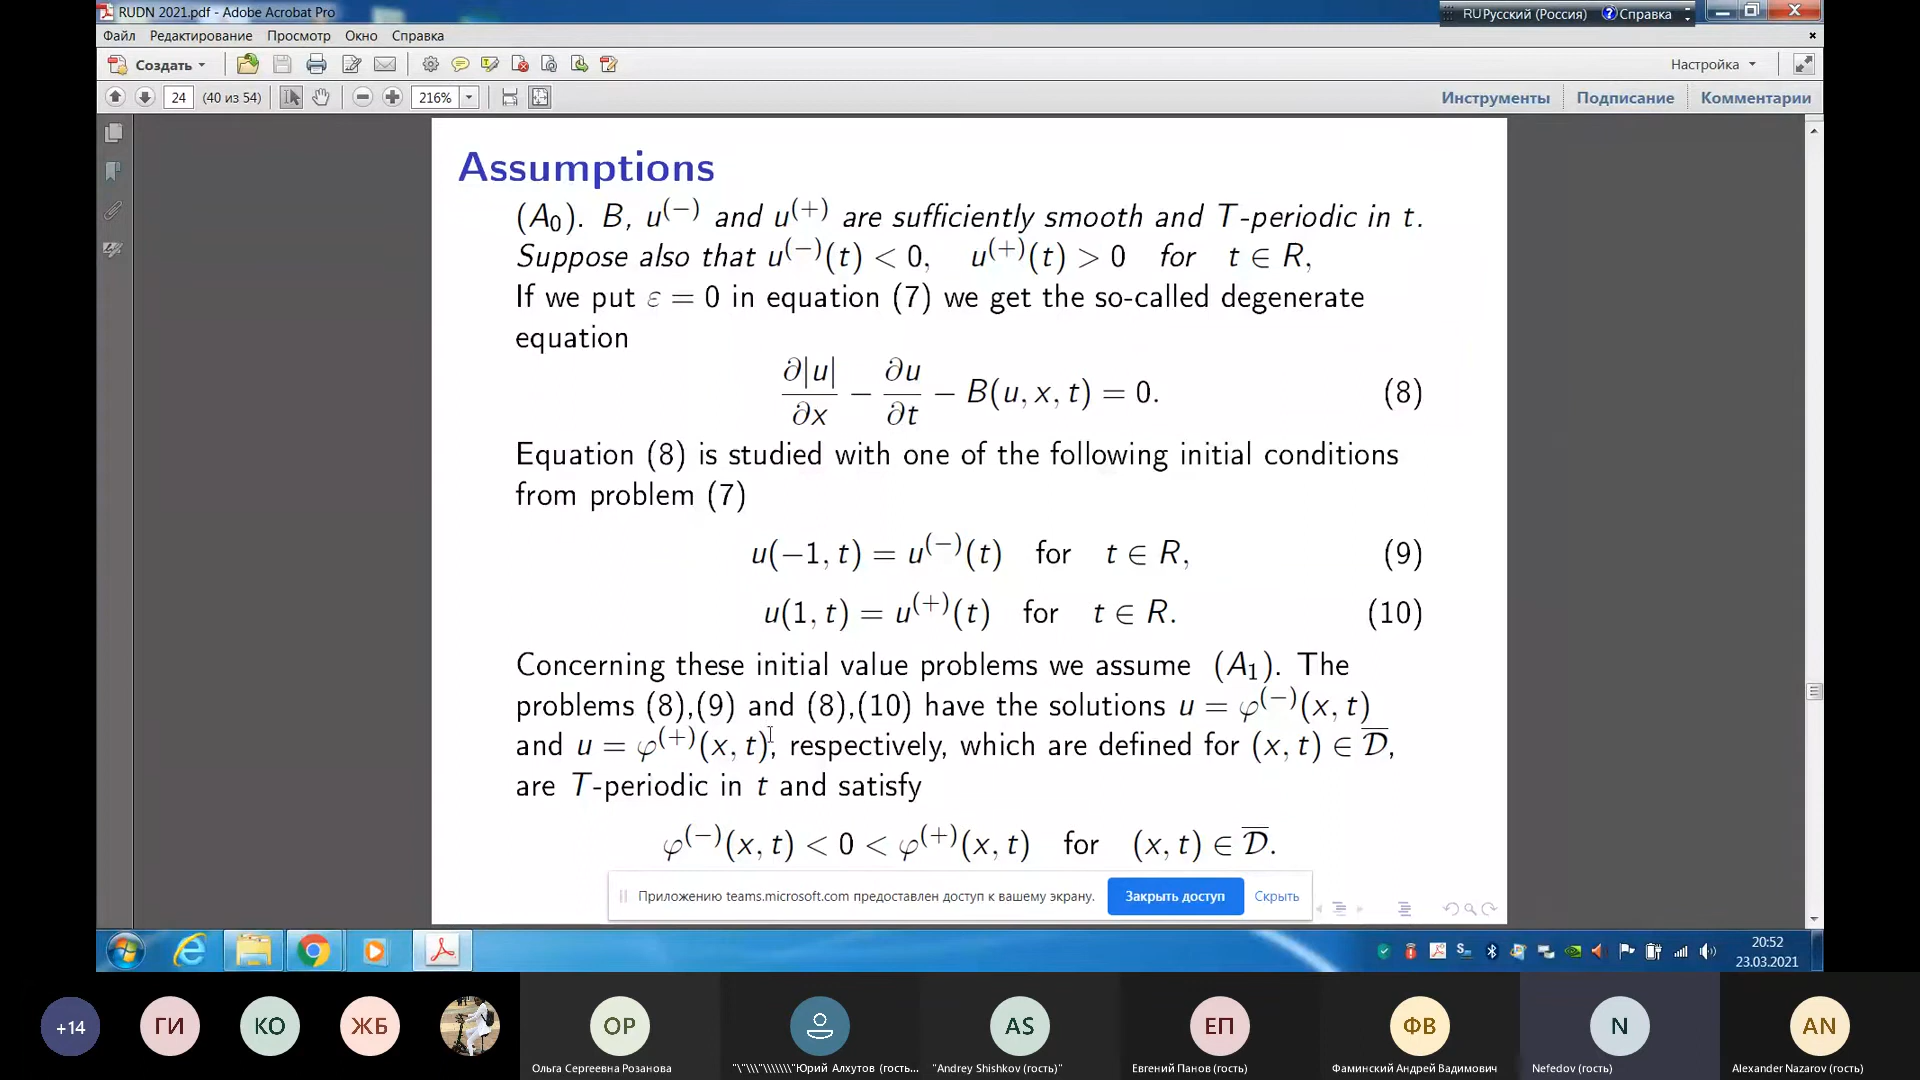 RUDN 2021.pdf - Adobe Acrobat Pro
RU Русский (Россия) Справка
Файл Редактирование Просмотр Окно Справка
Создать
Настройка
24 (40 из 54) 216%
Инструменты Подписание Комментарии
Assumptions
(A₀). B, u⁽⁻⁾ and u⁽⁺⁾ are sufficiently smooth and T-periodic in t.
Suppose also that u⁽⁻⁾(t) < 0, u⁽⁺⁾(t) > 0 for t ∈ R,
If we put ε = 0 in equation (7) we get the so-called degenerate
equation
∂|u|/∂x − ∂u/∂t − B(u, x, t) = 0. (8)
Equation (8) is studied with one of the following initial conditions
from problem (7)
u(−1, t) = u⁽⁻⁾(t) for t ∈ R, (9)
u(1, t) = u⁽⁺⁾(t) for t ∈ R. (10)
Concerning these initial value problems we assume (A₁). The
problems (8),(9) and (8),(10) have the solutions u = φ⁽⁻⁾(x, t)
and u = φ⁽⁺⁾(x, t), respectively, which are defined for (x, t) ∈ D̅,
are T-periodic in t and satisfy
φ⁽⁻⁾(x, t) < 0 < φ⁽⁺⁾(x, t) for (x, t) ∈ D̅.
Приложению teams.microsoft.com предоставлен доступ к вашему экрану. Закрыть доступ Скрыть
20:52
23.03.2021
+14 ГИ КО ЖБ ОР AS ЕП ФВ N AN
Ольга Сергеевна Розанова "\"\\\"\\\\\\\"Юрий Алхутов (гость... "Andrey Shishkov (гость)" Евгений Панов (гость) Фаминский Андрей Вадимович Nefedov (гость) Alexander Nazarov (гость)